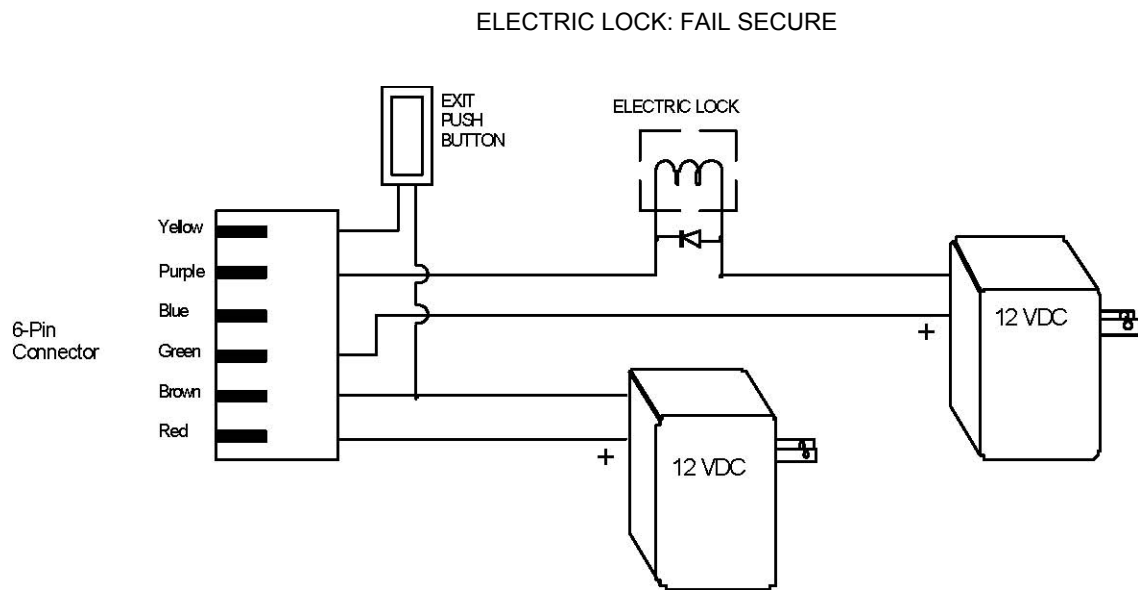 ELECTRIC LOCK: FAIL SECURE
EXIT
PUSH
BUTTON
ELECTRIC LOCK
Yellow
Purple
Blue
Green
Brown
Red
6-Pin
Connector
+
12 VDC
+
12 VDC